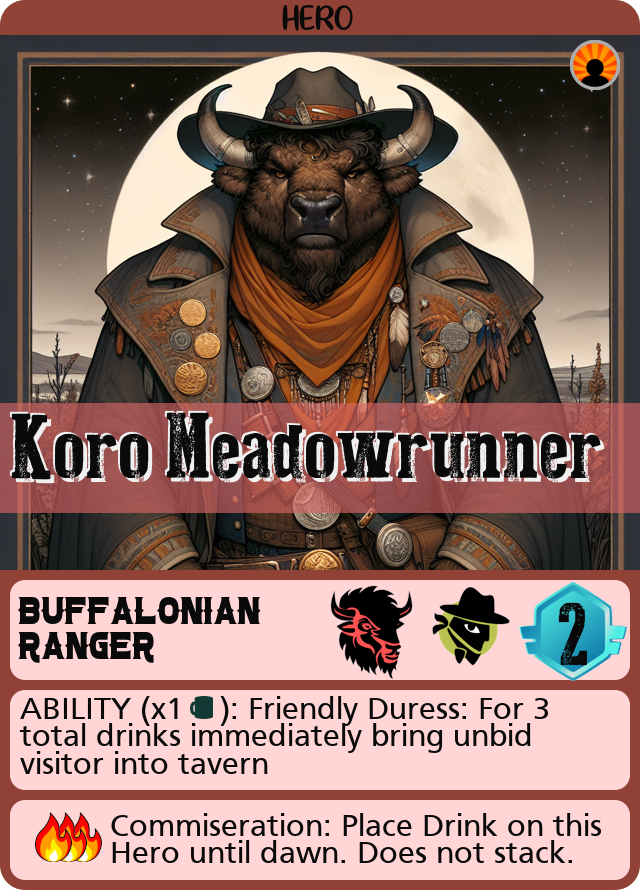 HERO
Koro Meadowrunner
BUFFALONIAN
RANGER
2
ABILITY (x1 ): Friendly Duress: For 3
total drinks immediately bring unbid
visitor into tavern
Commiseration: Place Drink on this
Hero until dawn. Does not stack.